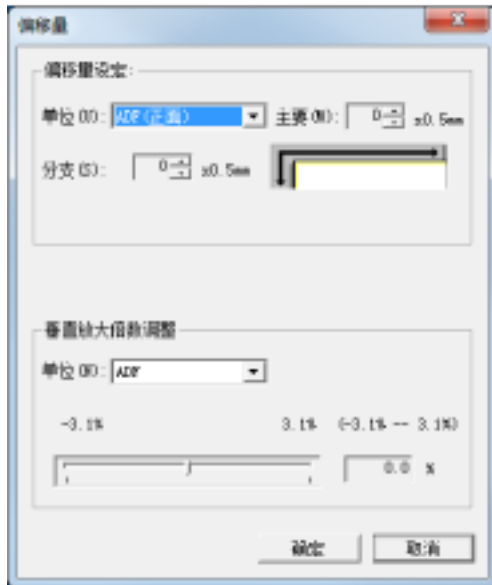 偏移量
偏移量设定:
单位(U): ADF(正面) 主要(M): 0 x0.5mm
分支(S): 0 x0.5mm
垂直放大倍数调整
单位(N): ADF
-3.1% 3.1% (-3.1% -- 3.1%)
0.0 %
确定 取消